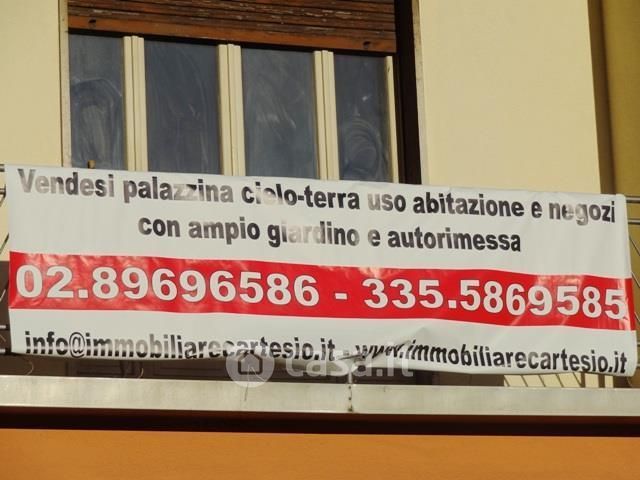 Vendesi palazzina cielo-terra uso abitazione e negozi
con ampio giardino e autorimessa
02.89696586 - 335.5869585
info@immobiliarecartesio.it - www.immobiliarecartesio.it
casa.it